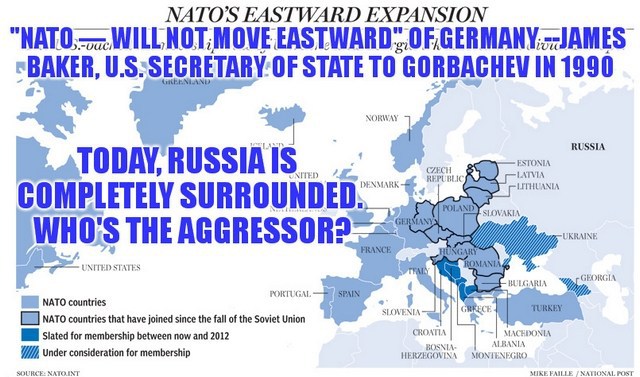 NATO'S EASTWARD EXPANSION
"NATO — WILL NOT MOVE EASTWARD" OF GERMANY --JAMES
BAKER, U.S. SECRETARY OF STATE TO GORBACHEV IN 1990
GREENLAND
NORWAY
RUSSIA
ICELAND
TODAY, RUSSIA IS
COMPLETELY SURROUNDED.
WHO'S THE AGGRESSOR?
UNITED
DENMARK
CZECH
REPUBLIC
ESTONIA
LATVIA
LITHUANIA
POLAND
SLOVAKIA
GERMANY
UKRAINE
FRANCE
HUNGARY
ROMANIA
UNITED STATES
ITALY
BULGARIA
GEORGIA
PORTUGAL
SPAIN
GREECE
TURKEY
SLOVENIA
CROATIA
MACEDONIA
ALBANIA
BOSNIA-
HERZEGOVINA
MONTENEGRO
NATO countries
NATO countries that have joined since the fall of the Soviet Union
Slated for membership between now and 2012
Under consideration for membership
SOURCE: NATO.INT
MIKE FAILLE / NATIONAL POST